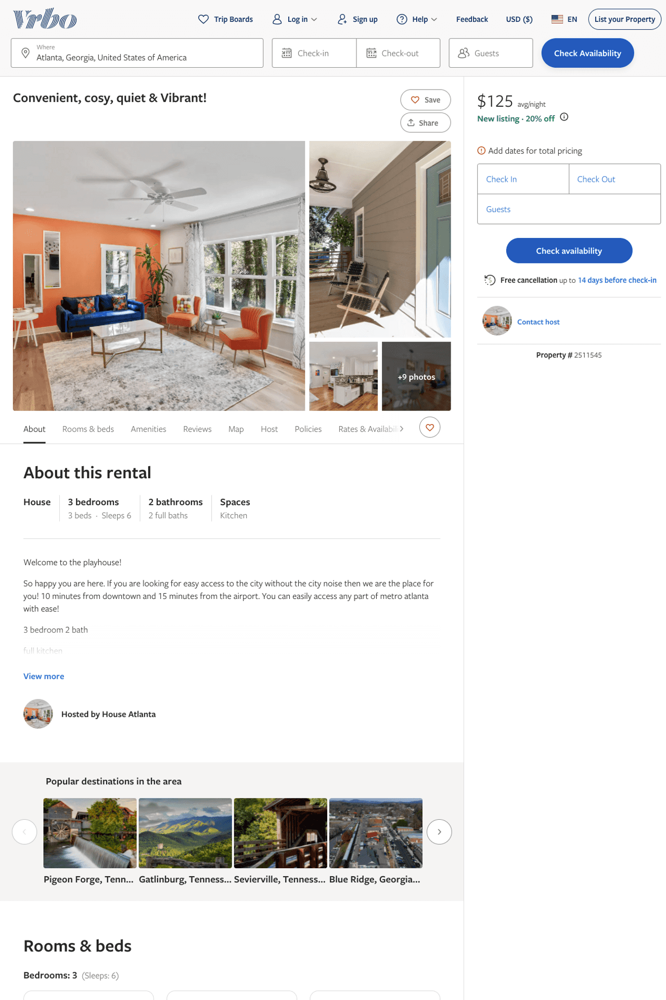 Vrbo
Trip Boards
Log in
Sign up
Help
Feedback
USD ($)
EN
List your Property
Where
Atlanta, Georgia, United States of America
Check-in
Check-out
Guests
Check Availability
Convenient, cosy, quiet & Vibrant!
Save
Share
+9 photos
$125 avg/night
New listing · 20% off
Add dates for total pricing
Check In
Check Out
Guests
Check availability
Free cancellation up to 14 days before check-in
Contact host
Property # 2511545
About
Rooms & beds
Amenities
Reviews
Map
Host
Policies
Rates & Availabili
About this rental
House
3 bedrooms
3 beds · Sleeps 6
2 bathrooms
2 full baths
Spaces
Kitchen
Welcome to the playhouse!
So happy you are here. If you are looking for easy access to the city without the city noise then we are the place for
you! 10 minutes from downtown and 15 minutes from the airport. You can easily access any part of metro atlanta
with ease!
3 bedroom 2 bath
full kitchen
View more
Hosted by House Atlanta
Popular destinations in the area
Pigeon Forge, Tenn...
Gatlinburg, Tenness...
Sevierville, Tenness...
Blue Ridge, Georgia...
Rooms & beds
Bedrooms: 3 (Sleeps: 6)